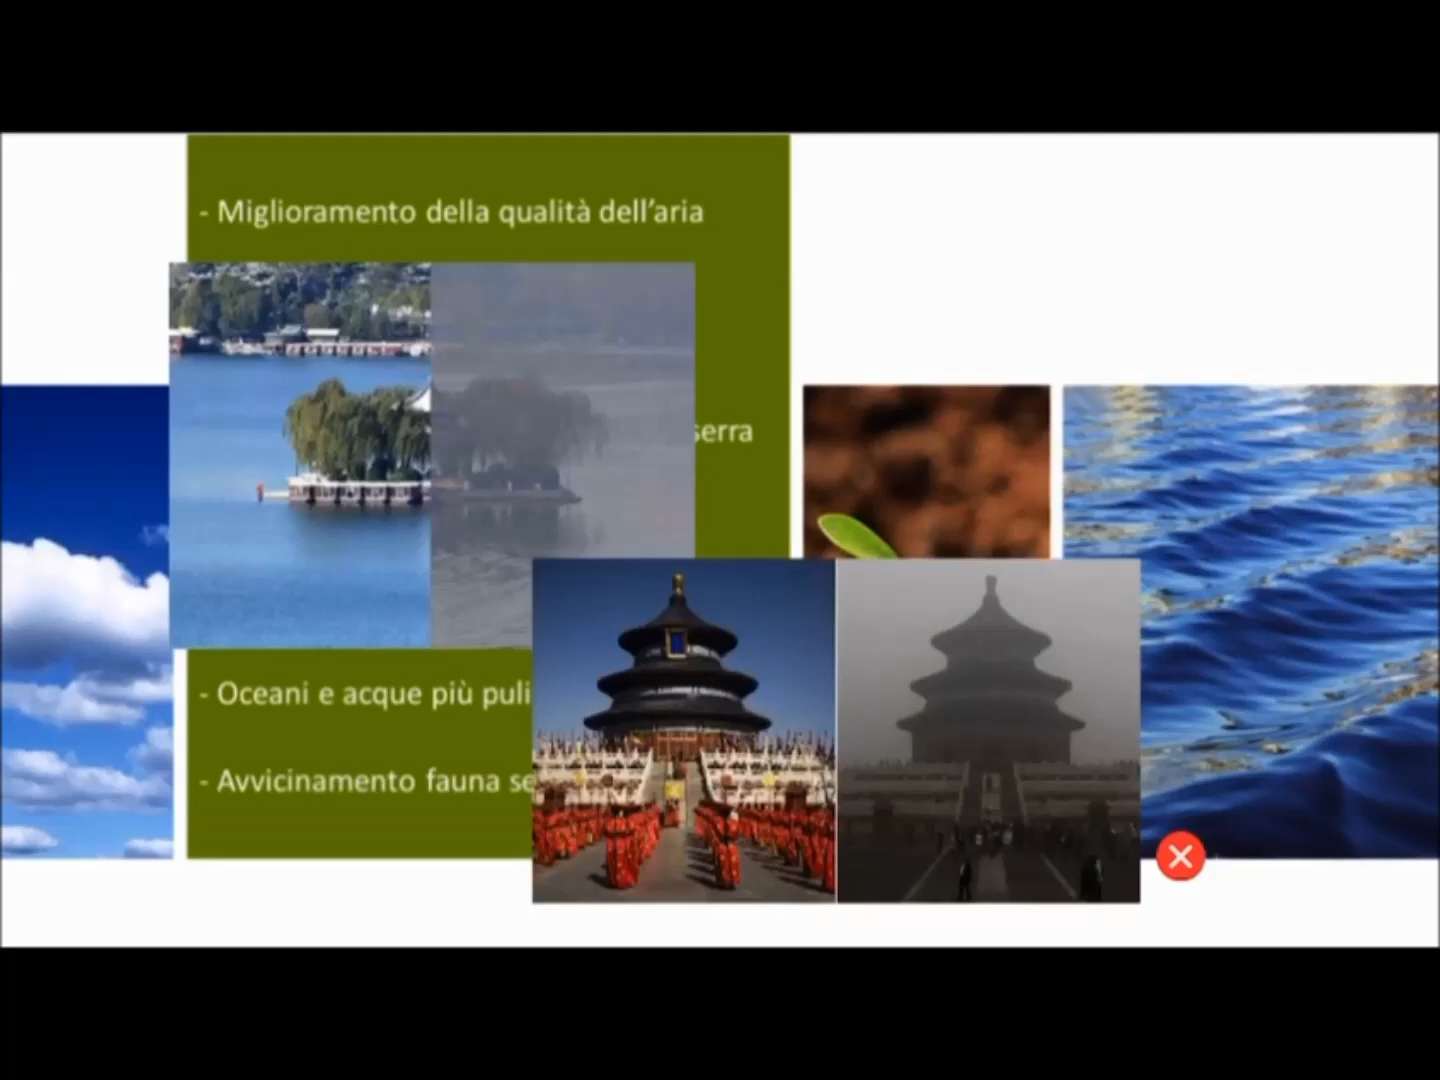 - Miglioramento della qualità dell'aria
serra
- Oceani e acque più puli
- Avvicinamento fauna se